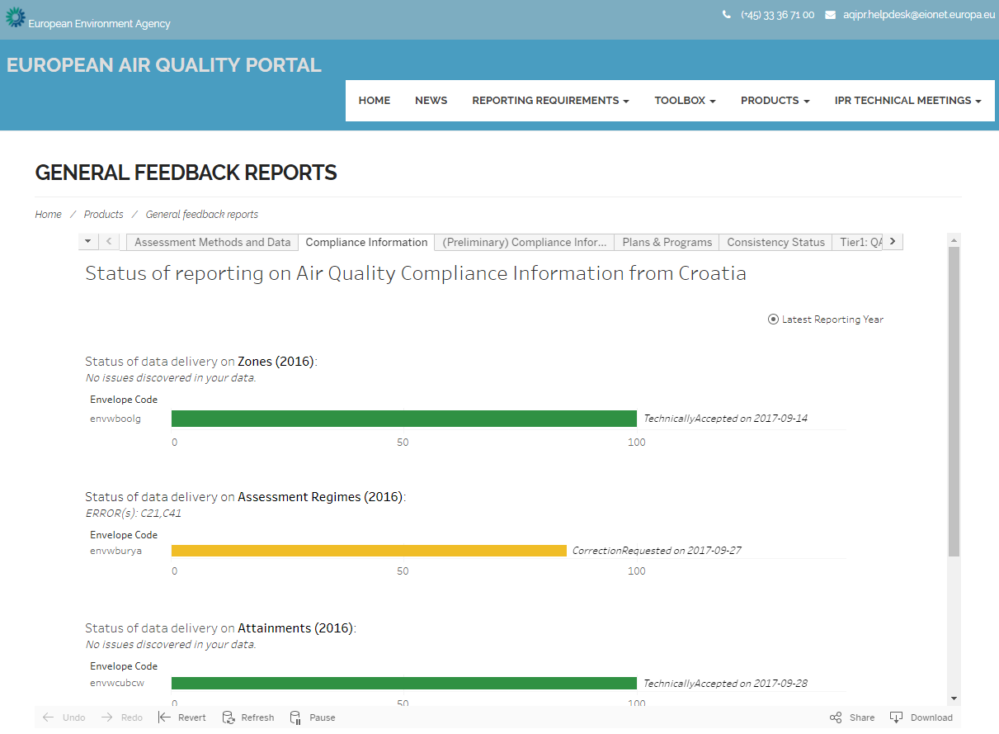 European Environment Agency
(+45) 33 36 71 00 aqipr.helpdesk@eionet.europa.eu
EUROPEAN AIR QUALITY PORTAL
HOME NEWS REPORTING REQUIREMENTS TOOLBOX PRODUCTS IPR TECHNICAL MEETINGS
GENERAL FEEDBACK REPORTS
Home / Products / General feedback reports
Assessment Methods and Data Compliance Information (Preliminary) Compliance Infor... Plans & Programs Consistency Status Tier1: QA
Status of reporting on Air Quality Compliance Information from Croatia
Latest Reporting Year
Status of data delivery on Zones (2016):
No issues discovered in your data.
Envelope Code
envwboolg TechnicallyAccepted on 2017-09-14
0 50 100
Status of data delivery on Assessment Regimes (2016):
ERROR(s): C21,C41
Envelope Code
envwburya CorrectionRequested on 2017-09-27
0 50 100
Status of data delivery on Attainments (2016):
No issues discovered in your data.
Envelope Code
envwcubcw TechnicallyAccepted on 2017-09-28
0 50 100
Undo Redo Revert Refresh Pause Share Download